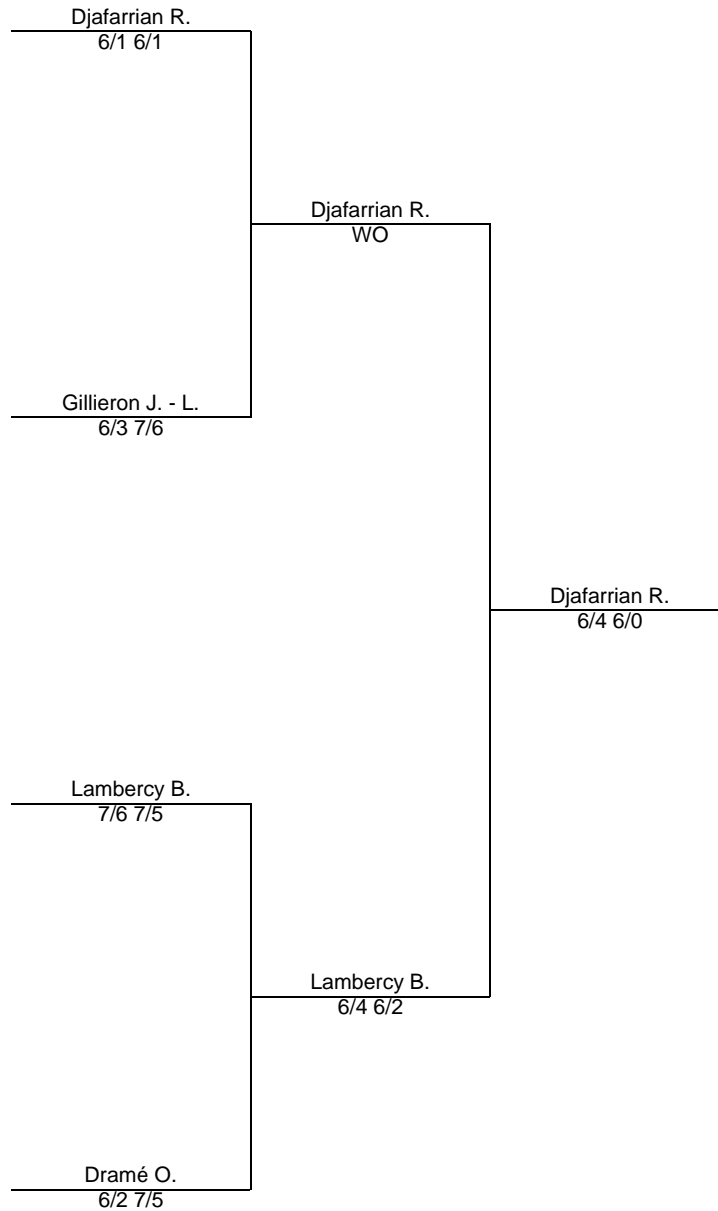 Djafarrian R.
6/1 6/1
Djafarrian R.
WO
Gillieron J. - L.
6/3 7/6
Djafarrian R.
6/4 6/0
Lambercy B.
7/6 7/5
Lambercy B.
6/4 6/2
Dramé O.
6/2 7/5